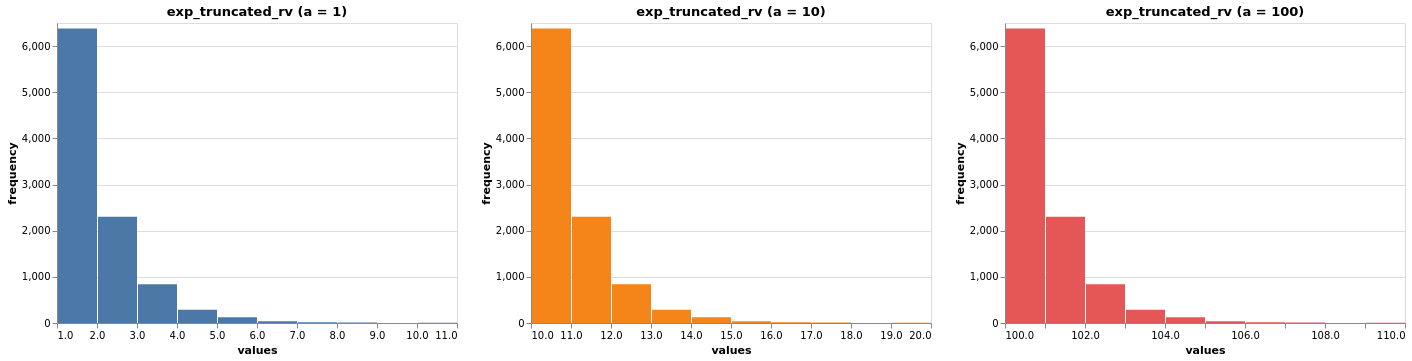 exp_truncated_rv (a = 1)
6,000
5,000
4,000
3,000
2,000
1,000
0
frequency
1.0 2.0 3.0 4.0 5.0 6.0 7.0 8.0 9.0 10.0 11.0
values
exp_truncated_rv (a = 10)
6,000
5,000
4,000
3,000
2,000
1,000
0
frequency
10.0 11.0 12.0 13.0 14.0 15.0 16.0 17.0 18.0 19.0 20.0
values
exp_truncated_rv (a = 100)
6,000
5,000
4,000
3,000
2,000
1,000
0
frequency
100.0 102.0 104.0 106.0 108.0 110.0
values